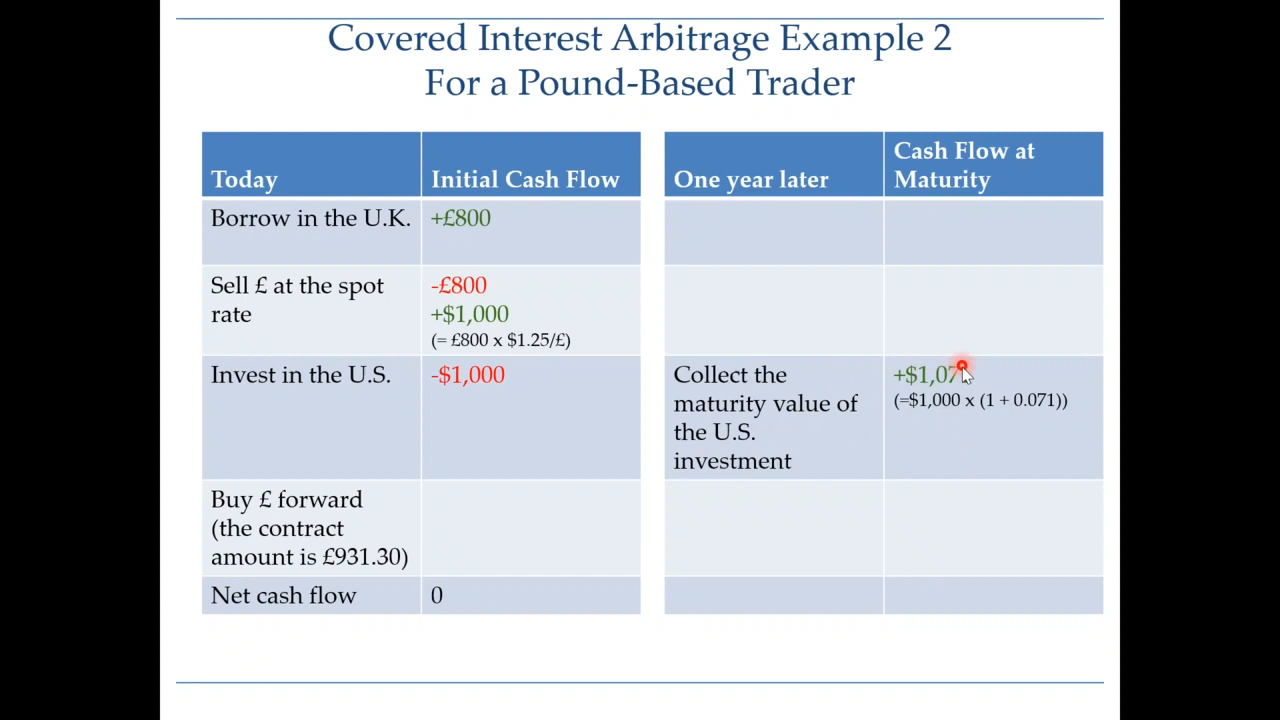 Covered Interest Arbitrage Example 2
For a Pound-Based Trader
Today
Initial Cash Flow
Borrow in the U.K.
+£800
Sell £ at the spot
rate
-£800
+$1,000
(= £800 x $1.25/£)
Invest in the U.S.
-$1,000
Buy £ forward
(the contract
amount is £931.30)
Net cash flow
0
One year later
Cash Flow at
Maturity
Collect the
maturity value of
the U.S.
investment
(=$1,000 x (1 + 0.071))